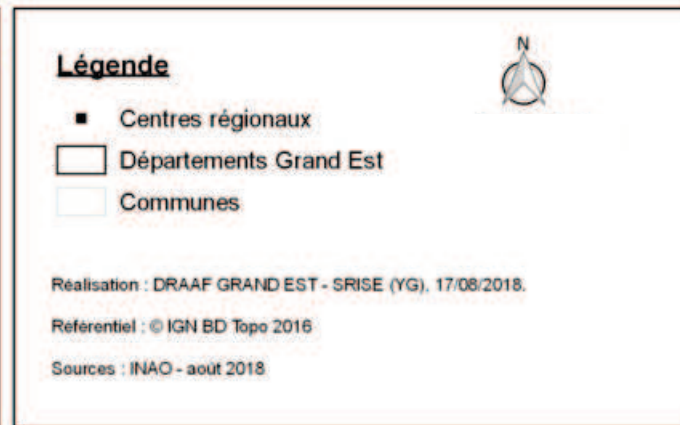 N
Légende
Centres régionaux
Départements Grand Est
Communes
Réalisation : DRAAF GRAND EST - SRISE (YG), 17/08/2018.
Référentiel : © IGN BD Topo 2016
Sources : INAO - août 2018